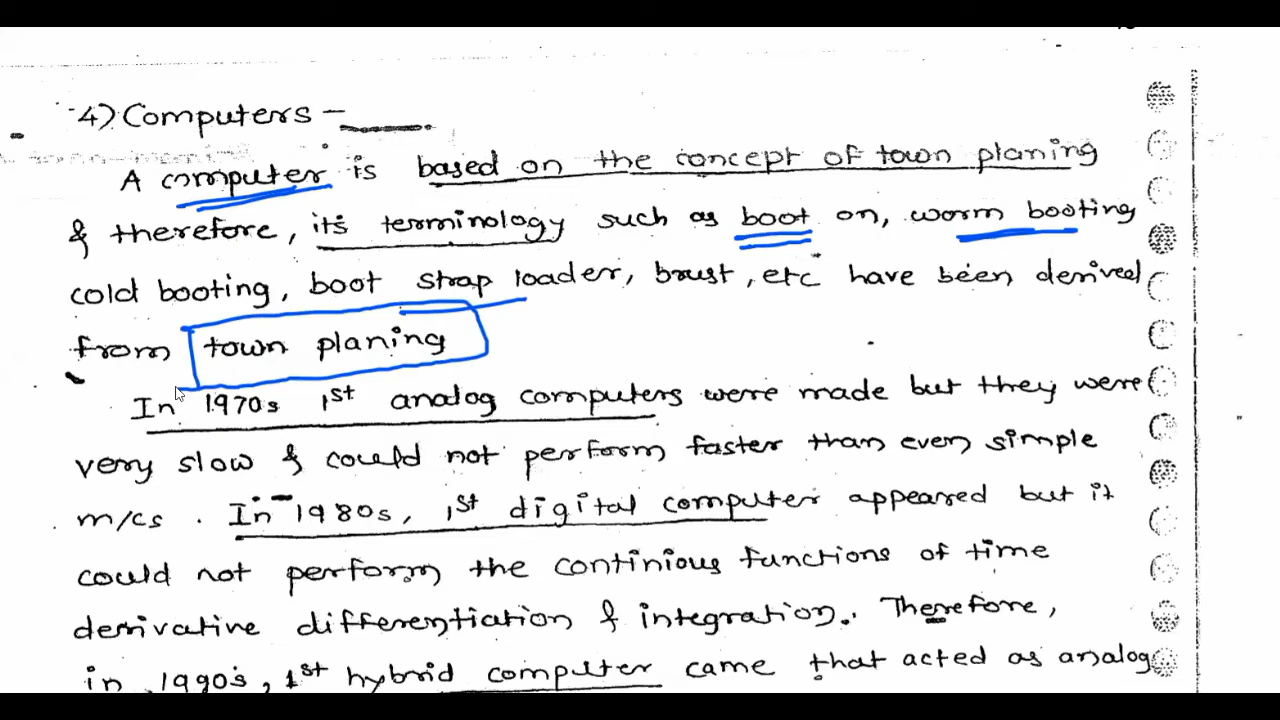 4) Computers -
A computer is based on the concept of town planing
& therefore, its terminology such as boot on, worm booting
cold booting, boot strap loader, brust, etc have been derived
from town planing
In 1970s 1st analog computers were made but they were
very slow & could not perform faster than even simple
m/cs. In 1980s, 1st digital computer appeared but it
could not perform the continious functions of time
derivative differentiation & integration. Therefore,
in 1990's, 1st hybrid computer came that acted as analog